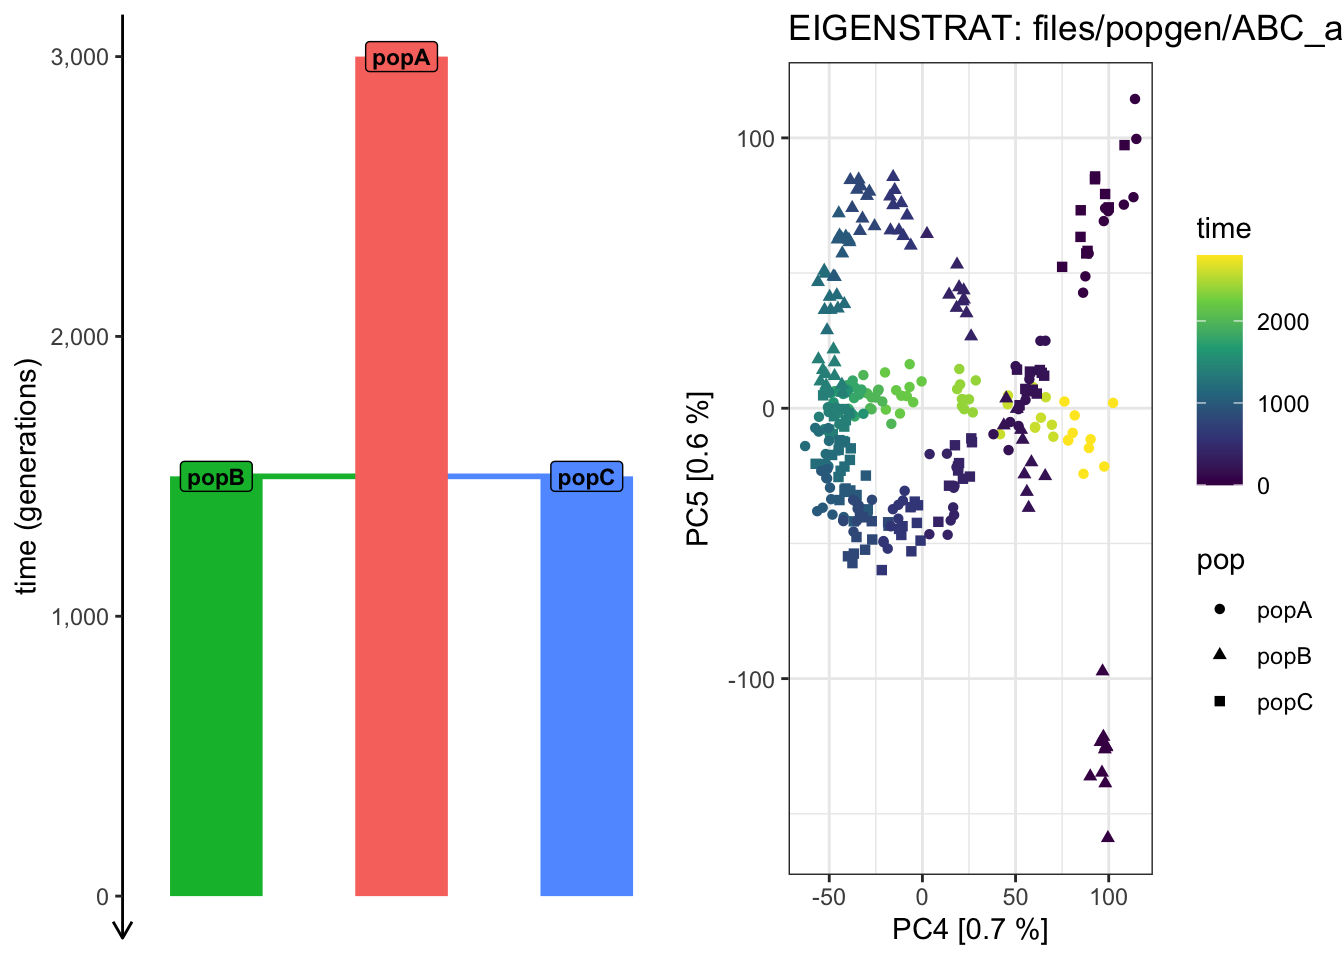 time (generations)
3,000
2,000
1,000
0
popA
popB
popC
EIGENSTRAT: files/popgen/ABC_a
PC5 [0.6 %]
100
0
-100
-50
0
50
100
PC4 [0.7 %]
time
2000
1000
0
pop
popA
popB
popC